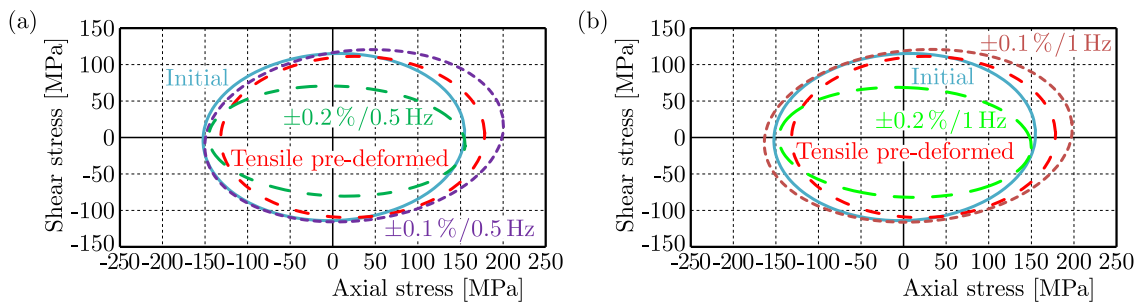 (a)
Shear stress [MPa]
150
100
50
0
-50
-100
-150
Initial
±0.2 %/0.5 Hz
Tensile pre-deformed
±0.1 %/0.5 Hz
-250 -200 -150 -100 -50 0 50 100 150 200 250
Axial stress [MPa]
(b)
Shear stress [MPa]
150
100
50
0
-50
-100
-150
±0.1 %/1 Hz
Initial
±0.2 %/1 Hz
Tensile pre-deformed
-250 -200 -150 -100 -50 0 50 100 150 200 250
Axial stress [MPa]